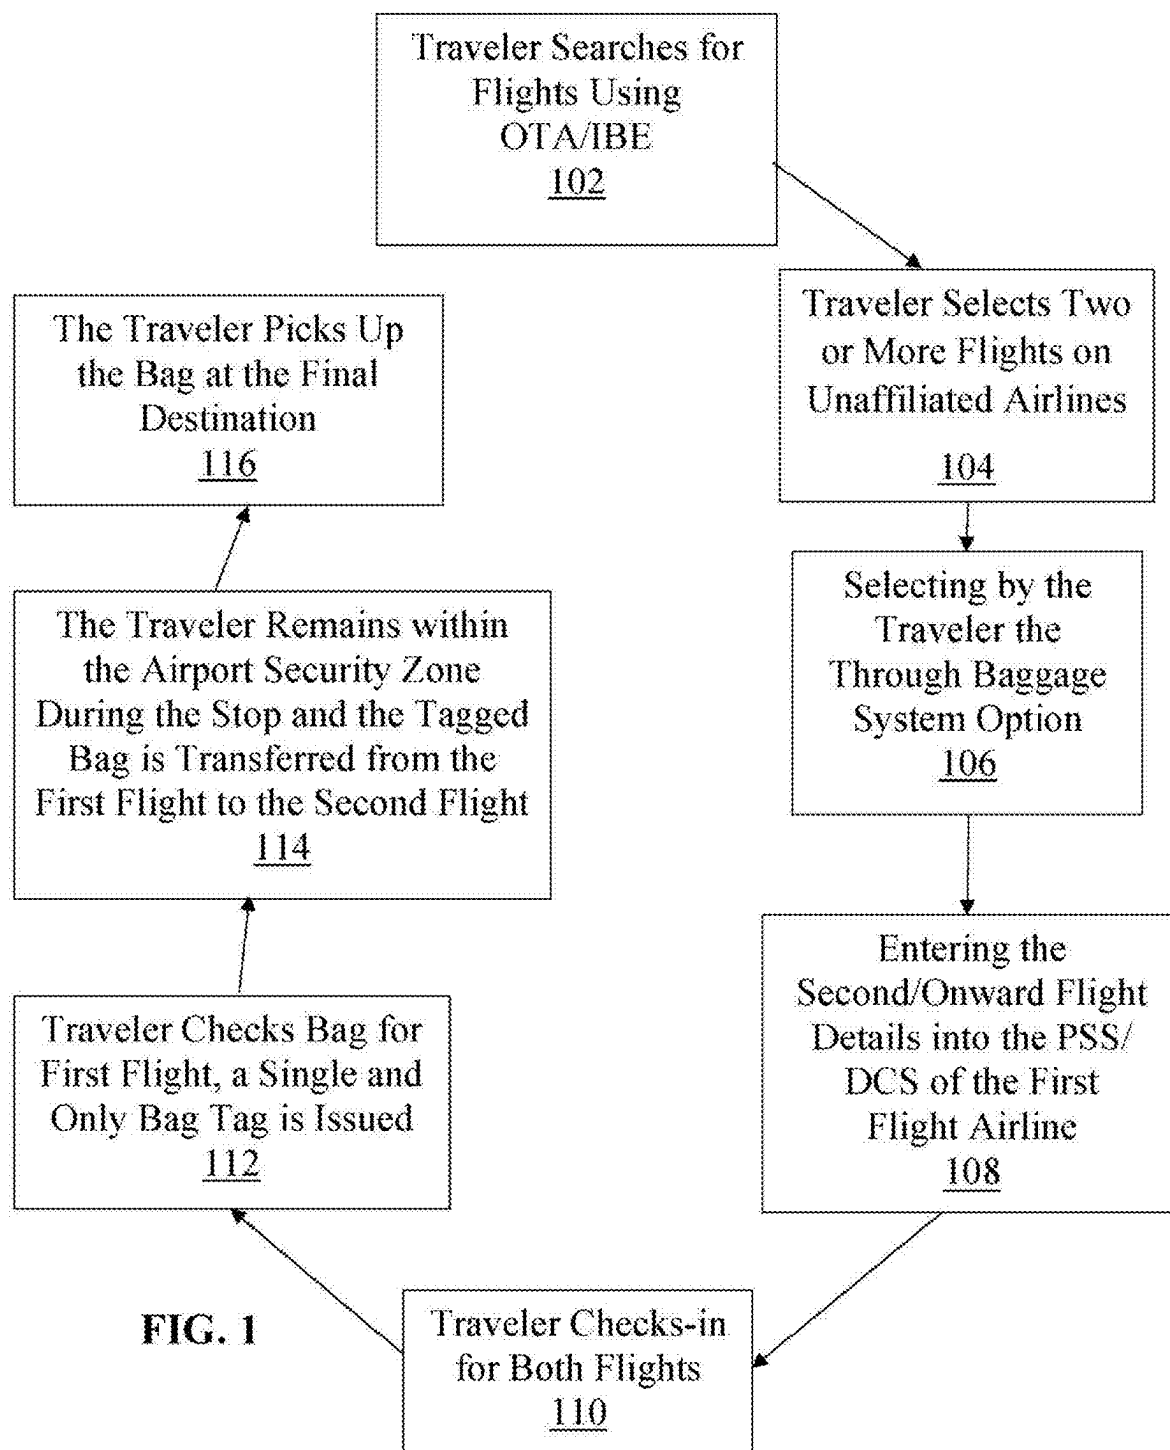 Traveler Searches for
Flights Using
OTA/IBE
102
Traveler Selects Two
or More Flights on
Unaffiliated Airlines
104
Selecting by the
Traveler the
Through Baggage
System Option
106
Entering the
Second/Onward Flight
Details into the PSS/
DCS of the First
Flight Airline
108
Traveler Checks-in
for Both Flights
110
Traveler Checks Bag for
First Flight, a Single and
Only Bag Tag is Issued
112
The Traveler Remains within
the Airport Security Zone
During the Stop and the Tagged
Bag is Transferred from the
First Flight to the Second Flight
114
The Traveler Picks Up
the Bag at the Final
Destination
116
FIG. 1